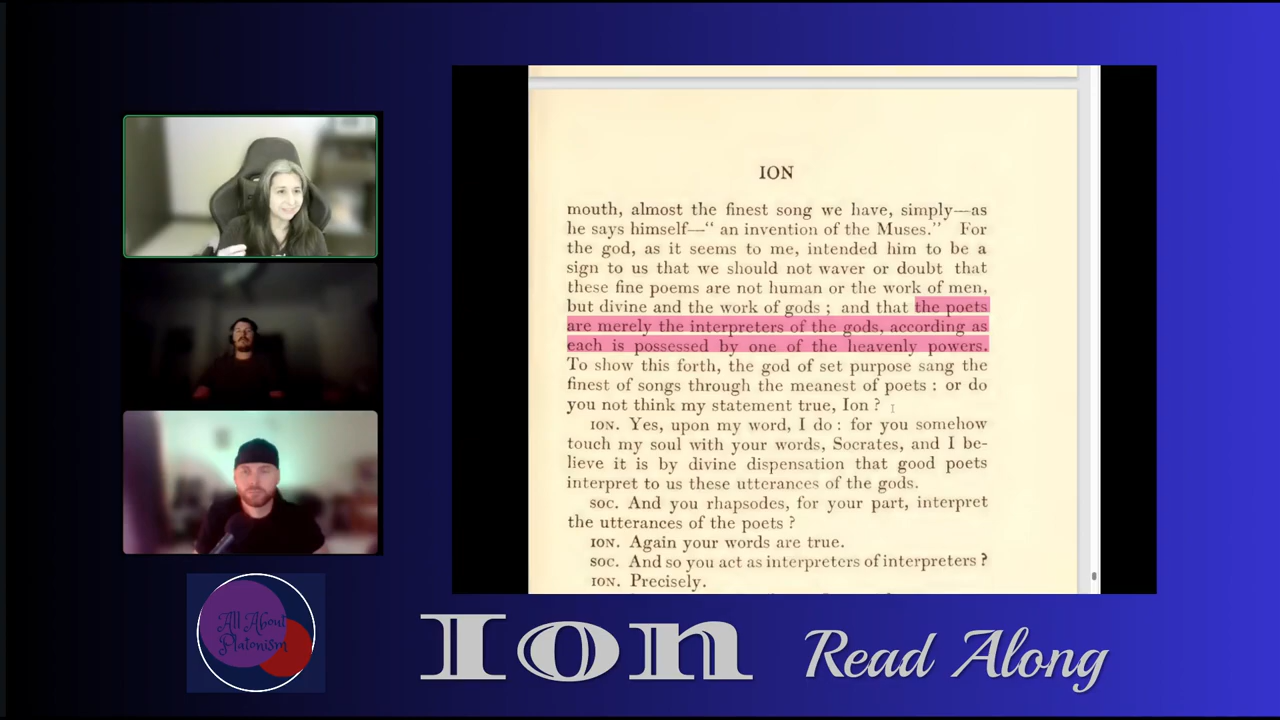 ION
mouth, almost the finest song we have, simply—as
he says himself—“ an invention of the Muses.” For
the god, as it seems to me, intended him to be a
sign to us that we should not waver or doubt that
these fine poems are not human or the work of men,
but divine and the work of gods ; and that the poets
are merely the interpreters of the gods, according as
each is possessed by one of the heavenly powers.
To show this forth, the god of set purpose sang the
finest of songs through the meanest of poets : or do
you not think my statement true, Ion ?
ION. Yes, upon my word, I do : for you somehow
touch my soul with your words, Socrates, and I be-
lieve it is by divine dispensation that good poets
interpret to us these utterances of the gods.
SOC. And you rhapsodes, for your part, interpret
the utterances of the poets ?
ION. Again your words are true.
SOC. And so you act as interpreters of interpreters ?
ION. Precisely.
All About
Platonism
Ion Read Along